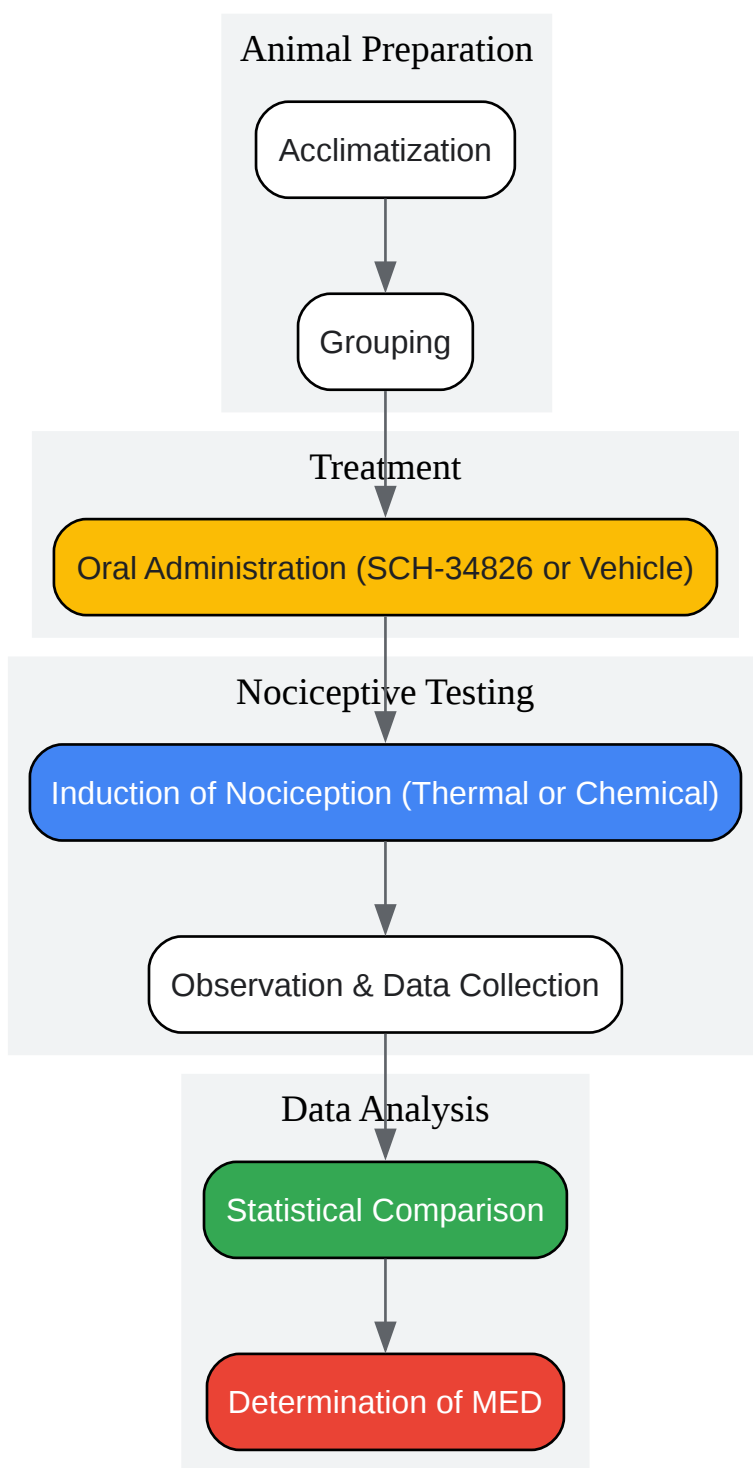 Animal Preparation
Acclimatization
Grouping
Treatment
Oral Administration (SCH-34826 or Vehicle)
Nociceptive Testing
Induction of Nociception (Thermal or Chemical)
Observation & Data Collection
Data Analysis
Statistical Comparison
Determination of MED